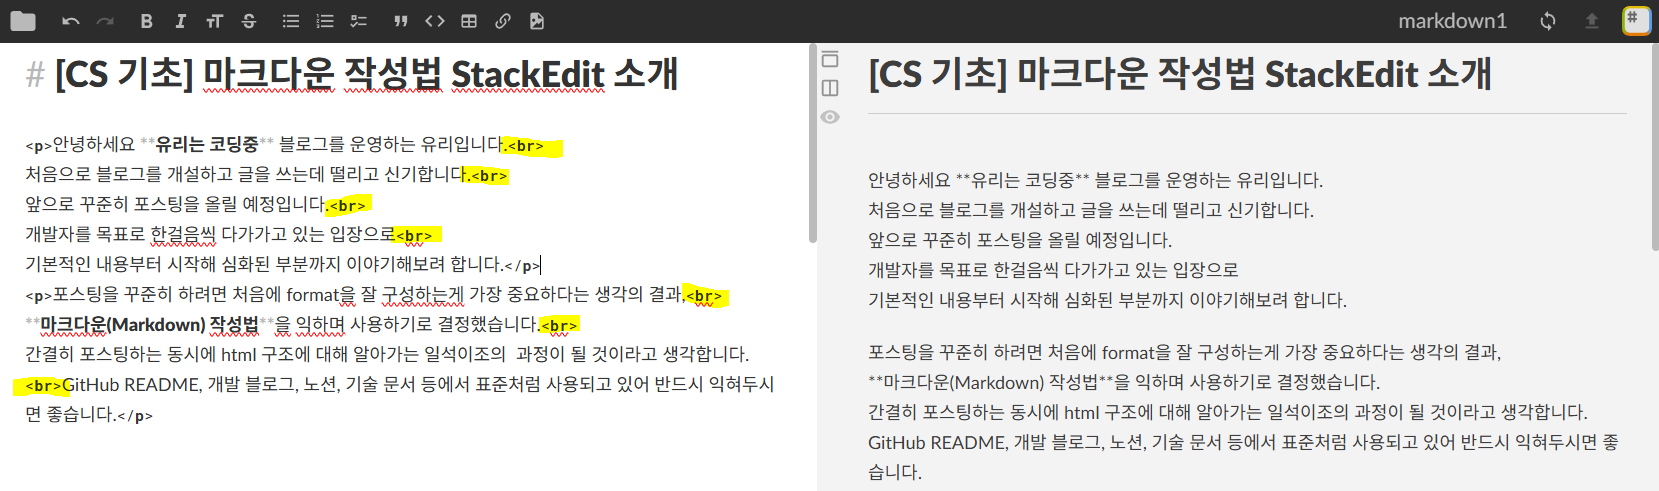 markdown1
# [CS 기초] 마크다운 작성법 StackEdit 소개
<p>안녕하세요 **유리는 코딩중** 블로그를 운영하는 유리입니다.<br>
처음으로 블로그를 개설하고 글을 쓰는데 떨리고 신기합니다.<br>
앞으로 꾸준히 포스팅을 올릴 예정입니다.<br>
개발자를 목표로 한걸음씩 다가가고 있는 입장으로<br>
기본적인 내용부터 시작해 심화된 부분까지 이야기해보려 합니다.</p>
<p>포스팅을 꾸준히 하려면 처음에 format을 잘 구성하는게 가장 중요하다는 생각의 결과,<br>
**마크다운(Markdown) 작성법**을 익하며 사용하기로 결정했습니다.<br>
간결히 포스팅하는 동시에 html 구조에 대해 알아가는 일석이조의  과정이 될 것이라고 생각합니다.
<br>GitHub README, 개발 블로그, 노션, 기술 문서 등에서 표준처럼 사용되고 있어 반드시 익혀두시
면 좋습니다.</p>
[CS 기초] 마크다운 작성법 StackEdit 소개
안녕하세요 **유리는 코딩중** 블로그를 운영하는 유리입니다.
처음으로 블로그를 개설하고 글을 쓰는데 떨리고 신기합니다.
앞으로 꾸준히 포스팅을 올릴 예정입니다.
개발자를 목표로 한걸음씩 다가가고 있는 입장으로
기본적인 내용부터 시작해 심화된 부분까지 이야기해보려 합니다.
포스팅을 꾸준히 하려면 처음에 format을 잘 구성하는게 가장 중요하다는 생각의 결과,
**마크다운(Markdown) 작성법**을 익하며 사용하기로 결정했습니다.
간결히 포스팅하는 동시에 html 구조에 대해 알아가는 일석이조의 과정이 될 것이라고 생각합니다.
GitHub README, 개발 블로그, 노션, 기술 문서 등에서 표준처럼 사용되고 있어 반드시 익혀두시면 좋
습니다.